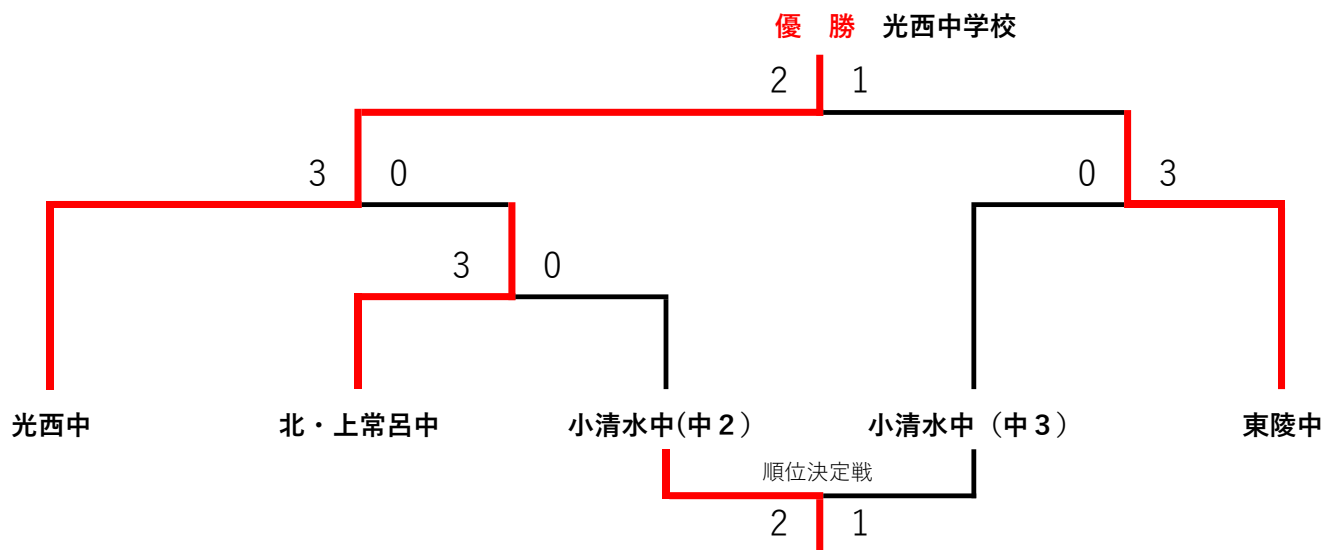 優　勝　光西中学校
2 1
3 0 0 3
3 0
光西中 北・上常呂中 小清水中(中２) 小清水中（中３） 東陵中
順位決定戦
2 1